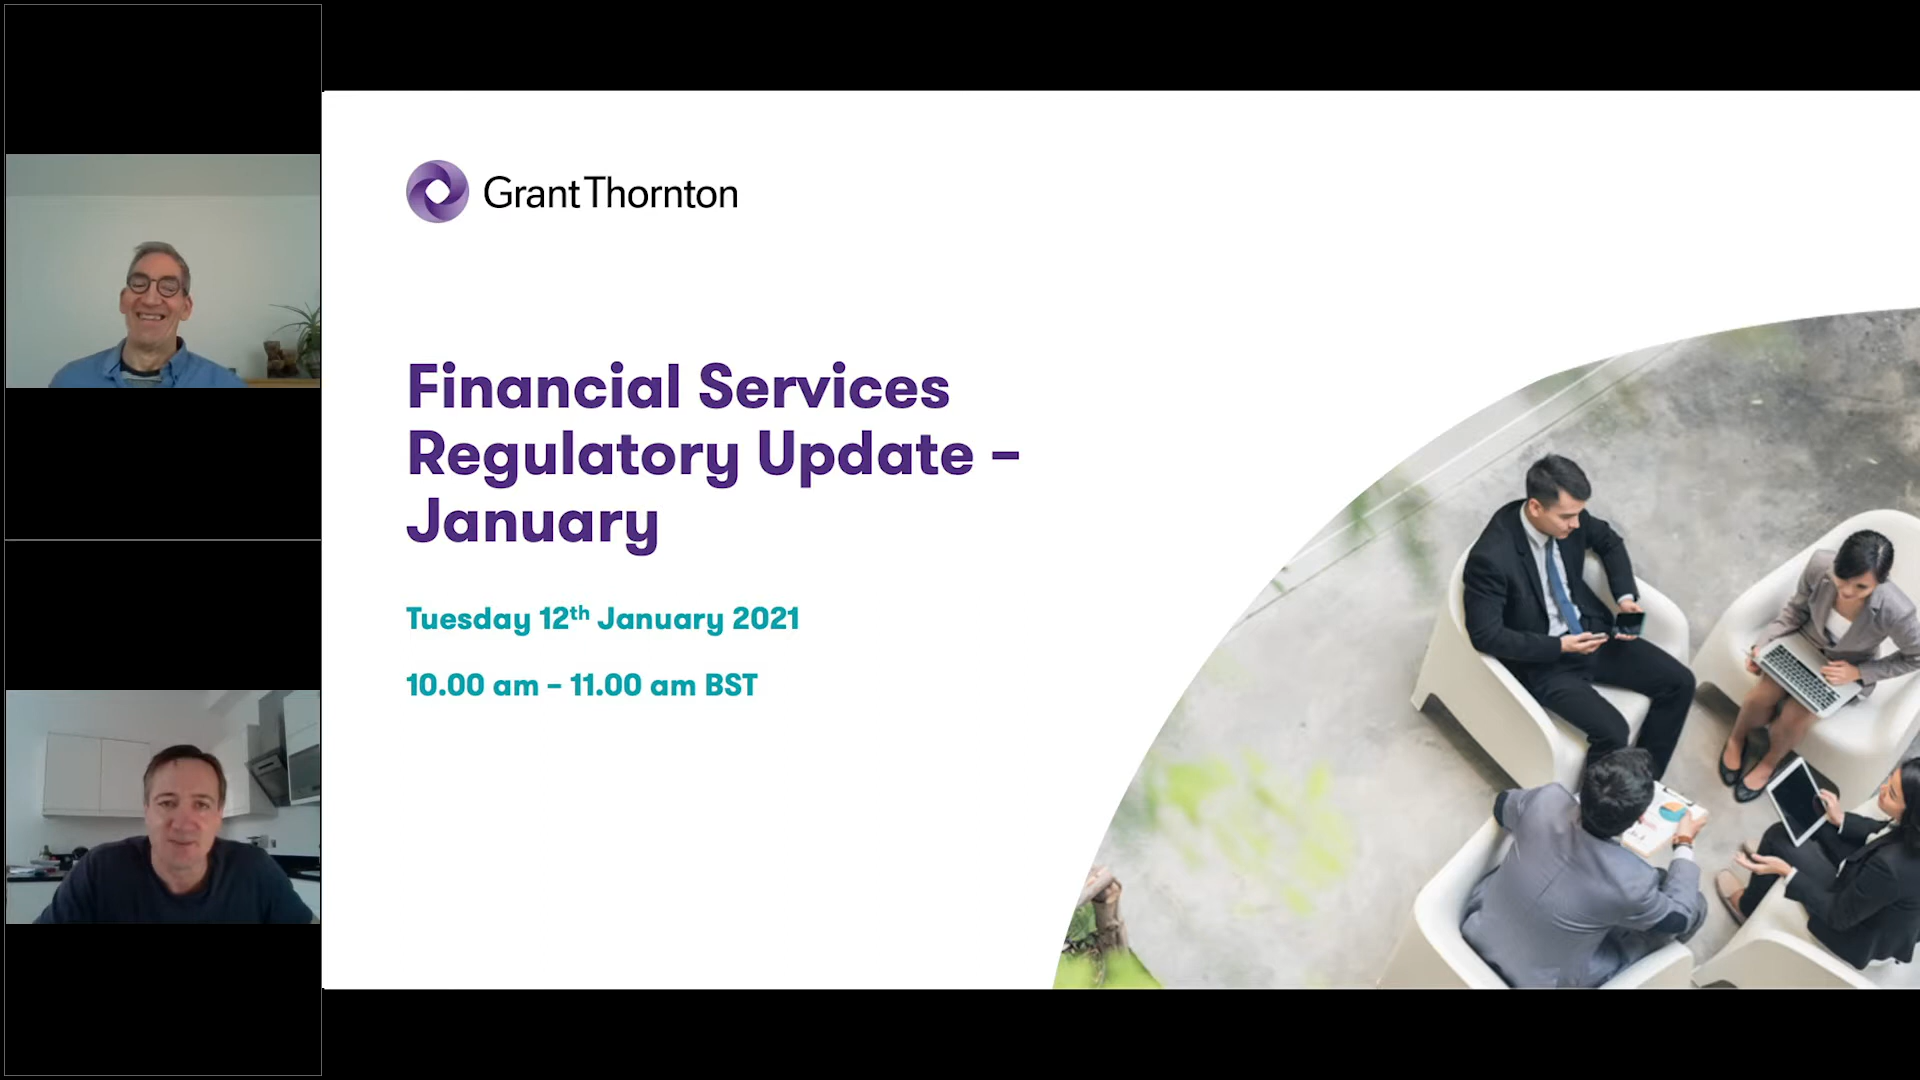 Grant Thornton
Financial Services
Regulatory Update –
January
Tuesday 12th January 2021
10.00 am – 11.00 am BST